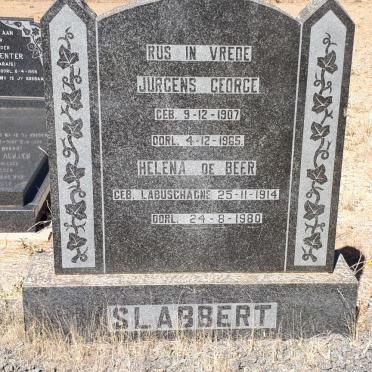 RUS IN VREDE
JURGENS GEORGE
GEB. 9-12-1907
OORL. 4-12-1965.
HELENA DE BEER
GEB. LABUSCHAGNE 25-11-1914
OORL. 24-8-1980
SLABBERT